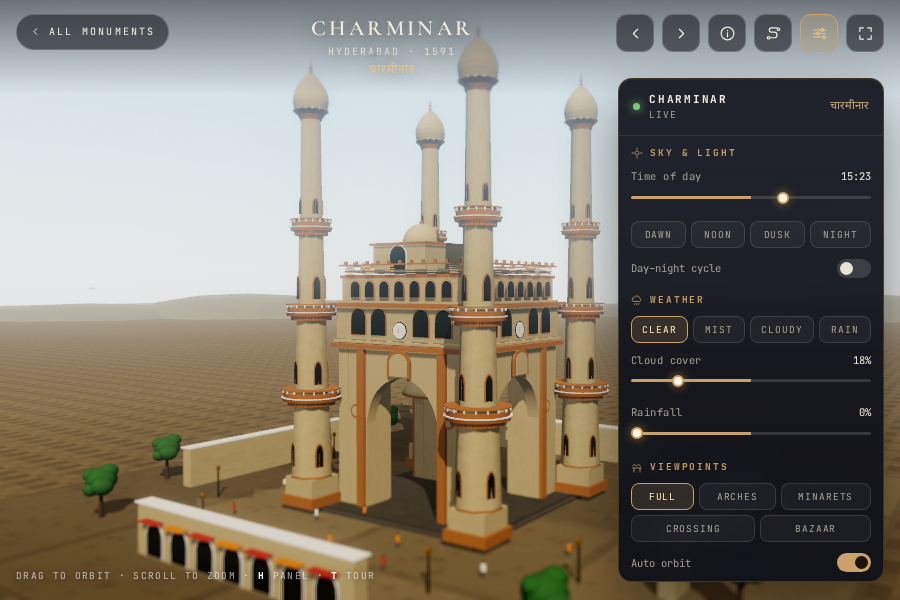 ALL MONUMENTS
CHARMINAR
HYDERABAD · 1591
चारमीनार
CHARMINAR
LIVE
चारमीनार
SKY & LIGHT
Time of day 15:23
DAWN NOON DUSK NIGHT
Day-night cycle
WEATHER
CLEAR MIST CLOUDY RAIN
Cloud cover 18%
Rainfall 0%
VIEWPOINTS
FULL ARCHES MINARETS
CROSSING BAZAAR
Auto orbit
DRAG TO ORBIT · SCROLL TO ZOOM · H PANEL · T TOUR